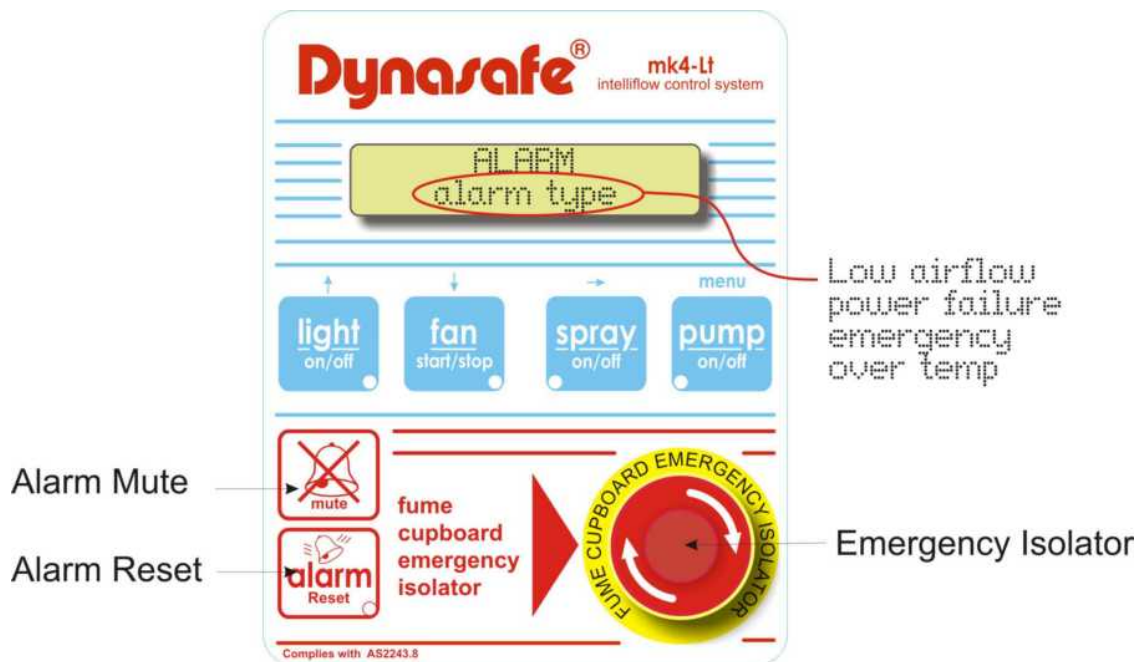 Dynasafe®
mk4-Lt
intelliflow control system
ALARM
alarm type
Low airflow
power failure
emergency
over temp
↑ ↓ → menu
light fan spray pump
on/off start/stop on/off on/off
Alarm Mute
mute
Alarm Reset
alarm
Reset
fume
cupboard
emergency
isolator
FUME CUPBOARD EMERGENCY ISOLATOR
Emergency Isolator
Complies with AS2243.8